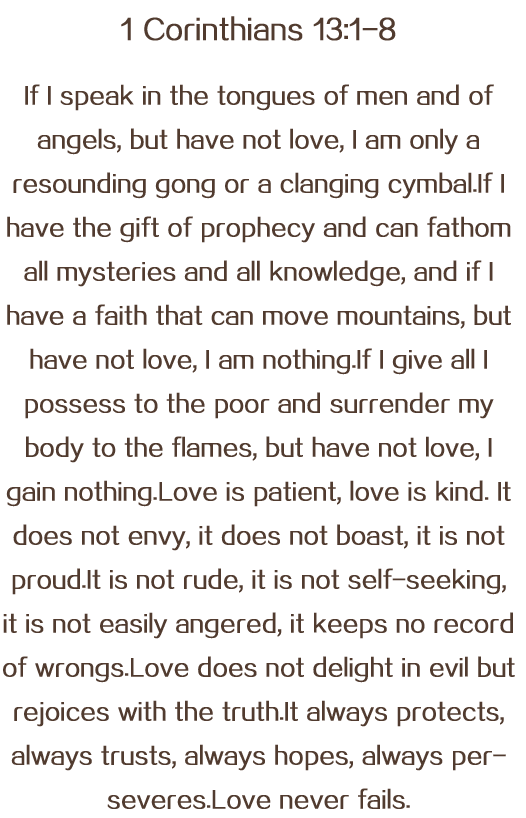 1 Corinthians 13:1-8
If I speak in the tongues of men and of
angels, but have not love, I am only a
resounding gong or a clanging cymbal.If I
have the gift of prophecy and can fathom
all mysteries and all knowledge, and if I
have a faith that can move mountains, but
have not love, I am nothing.If I give all I
possess to the poor and surrender my
body to the flames, but have not love, I
gain nothing.Love is patient, love is kind. It
does not envy, it does not boast, it is not
proud.It is not rude, it is not self-seeking,
it is not easily angered, it keeps no record
of wrongs.Love does not delight in evil but
rejoices with the truth.It always protects,
always trusts, always hopes, always per-
severes.Love never fails.